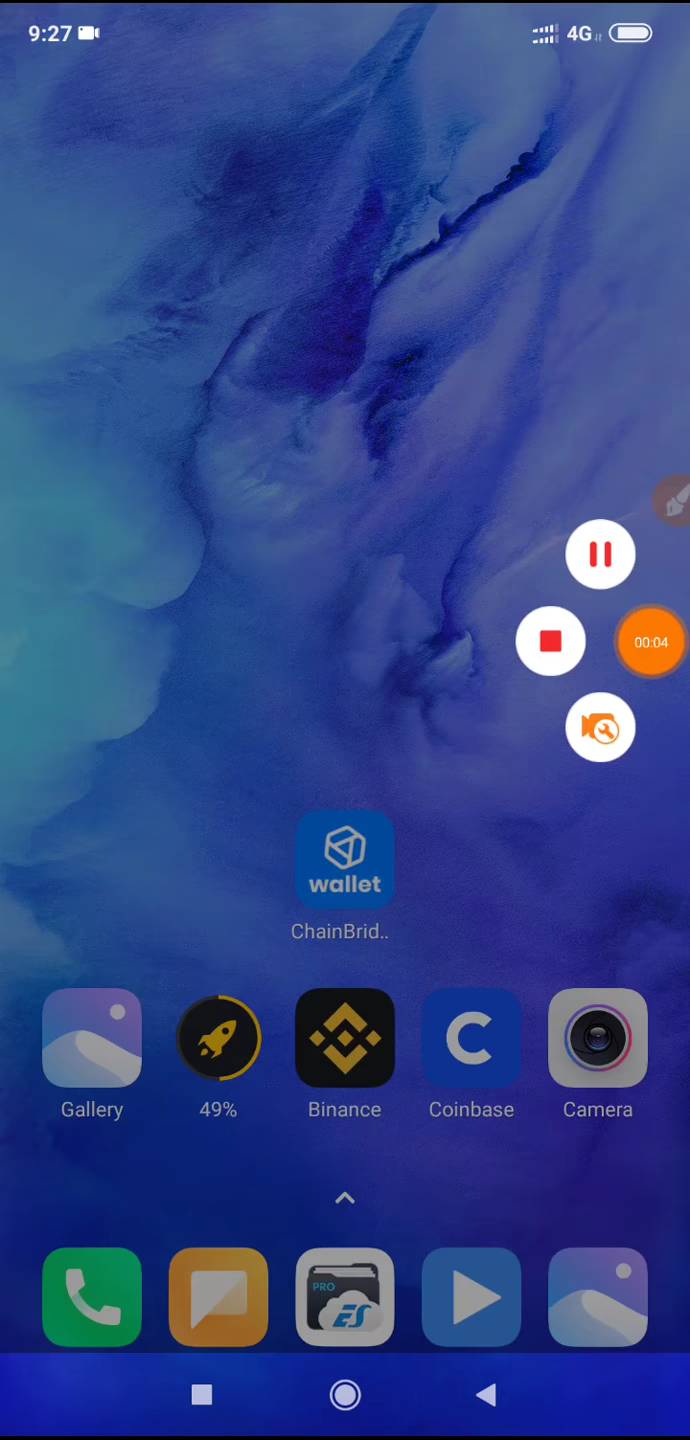 9:27
4G
00:04
wallet
ChainBrid..
Gallery
49%
Binance
Coinbase
Camera
PRO
ES